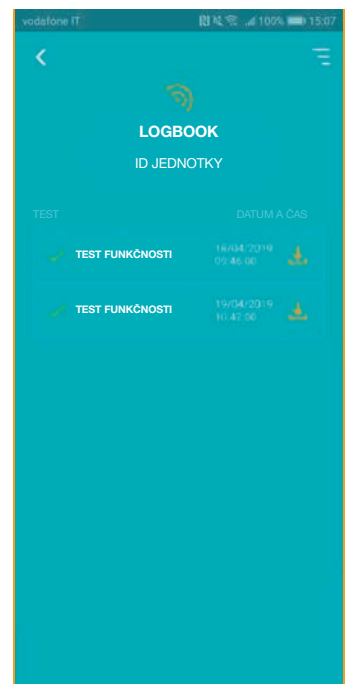 vodafone IT 100% 15:07
LOGBOOK
ID JEDNOTKY
TEST DATUM A ČAS
TEST FUNKČNOSTI 18/04/2019
09:46:00
TEST FUNKČNOSTI 19/04/2019
10:47:00